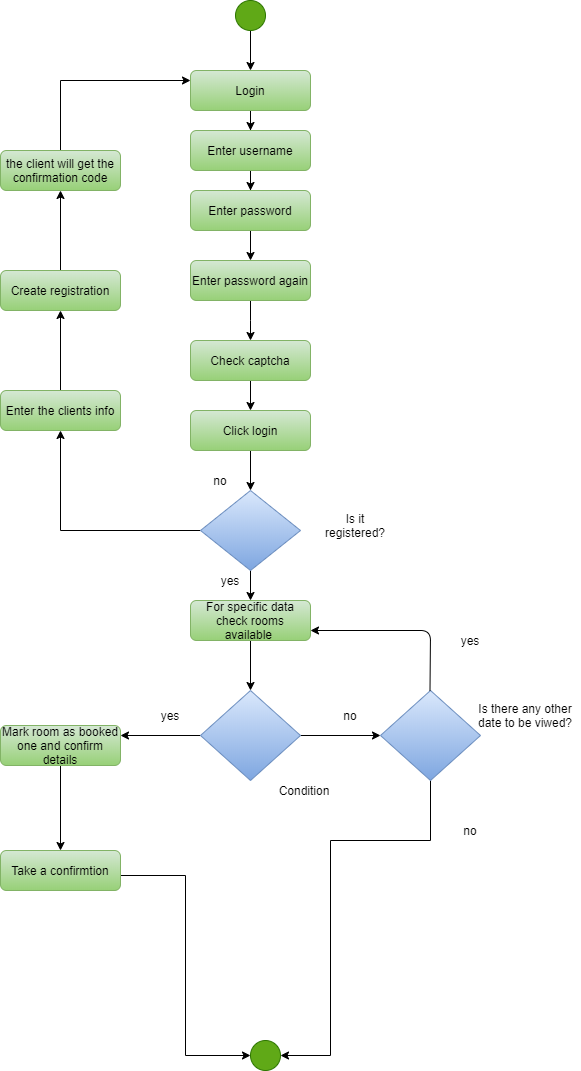 Login
Enter username
the client will get the
confirmation code
Enter password
Enter password again
Create registration
Check captcha
Enter the clients info
Click login
no
Is it
registered?
yes
For specific data
check rooms
available
yes
yes
no
Is there any other
date to be viwed?
Mark room as booked
one and confirm
details
Condition
no
Take a confirmtion